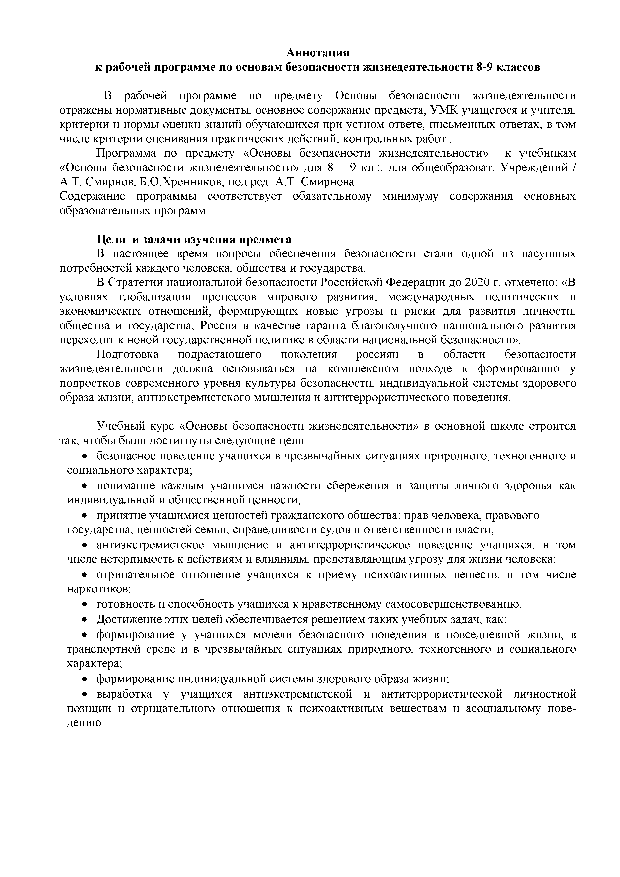 Аннотация
к рабочей программе по основам безопасности жизнедеятельности 8-9 классов
В рабочей программе по предмету Основы безопасности жизнедеятельности
отражены нормативные документы, основное содержание предмета, УМК учащегося и учителя,
критерии и нормы оценки знаний обучающихся при устном ответе, письменных ответах, в том
числе критерии оценивания практических действий, контрольных работ.
Программа по предмету «Основы безопасности жизнедеятельности» к учебникам
«Основы безопасности жизнедеятельности» для 8 – 9 кл.: для общеобразоват. Учреждений /
А.Т. Смирнов, Б.О.Хренников, под ред. А.Т. Смирнова
Содержание программы соответствует обязательному минимуму содержания основных
образовательных программ
Цели и задачи изучения предмета
В настоящее время вопросы обеспечения безопасности стали одной из насущных
потребностей каждого человека, общества и государства.
В Стратегии национальной безопасности Российской Федерации до 2020 г. отмечено: «В
условиях глобализации процессов мирового развития, международных политических и
экономических отношений, формирующих новые угрозы и риски для развития личности,
общества и государства, Россия в качестве гаранта благополучного национального развития
переходит к новой государственной политике в области национальной безопасности».
Подготовка подрастающего поколения россиян в области безопасности
жизнедеятельности должна основываться на комплексном подходе к формированию у
подростков современного уровня культуры безопасности, индивидуальной системы здорового
образа жизни, антиэкстремистского мышления и антитеррористического поведения.
Учебный курс «Основы безопасности жизнедеятельности» в основной школе строится
так, чтобы были достигнуты следующие цели
• безопасное поведение учащихся в чрезвычайных ситуациях природного, техногенного и
социального характера;
• понимание каждым учащимся важности сбережения и защиты личного здоровья как
индивидуальной и общественной ценности;
• принятие учащимися ценностей гражданского общества: прав человека, правового
государства, ценностей семьи, справедливости судов и ответственности власти;
• антиэкстремистское мышление и антитеррористическое поведение учащихся, в том
числе нетерпимость к действиям и влияниям, представляющим угрозу для жизни человека;
• отрицательное отношение учащихся к приему психоактивных веществ, в том числе
наркотиков;
• готовность и способность учащихся к нравственному самосовершенствованию.
• Достижение этих целей обеспечивается решением таких учебных задач, как:
• формирование у учащихся модели безопасного поведения в повседневной жизни, в
транспортной среде и в чрезвычайных ситуациях природного, техногенного и социального
характера;
• формирование индивидуальной системы здорового образа жизни;
• выработка у учащихся антиэкстремистской и антитеррористической личностной
позиции и отрицательного отношения к психоактивным веществам и асоциальному пове-
дению